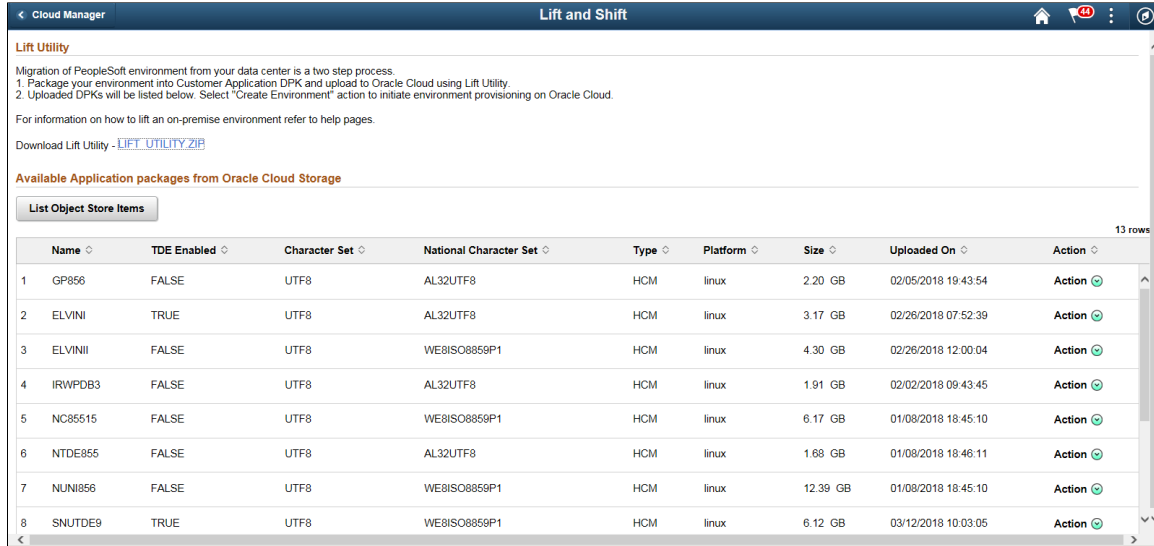 Cloud Manager Lift and Shift 44
Lift Utility
Migration of PeopleSoft environment from your data center is a two step process.
1. Package your environment into Customer Application DPK and upload to Oracle Cloud using Lift Utility.
2. Uploaded DPKs will be listed below. Select "Create Environment" action to initiate environment provisioning on Oracle Cloud.
For information on how to lift an on-premise environment refer to help pages.
Download Lift Utility - LIFT_UTILITY.ZIP
Available Application packages from Oracle Cloud Storage
List Object Store Items
13 rows
Name TDE Enabled Character Set National Character Set Type Platform Size Uploaded On Action
1 GP856 FALSE UTF8 AL32UTF8 HCM linux 2.20 GB 02/05/2018 19:43:54 Action
2 ELVINI TRUE UTF8 AL32UTF8 HCM linux 3.17 GB 02/26/2018 07:52:39 Action
3 ELVINII FALSE UTF8 WE8ISO8859P1 HCM linux 4.30 GB 02/26/2018 12:00:04 Action
4 IRWPDB3 FALSE UTF8 AL32UTF8 HCM linux 1.91 GB 02/02/2018 09:43:45 Action
5 NC85515 FALSE UTF8 WE8ISO8859P1 HCM linux 6.17 GB 01/08/2018 18:45:10 Action
6 NTDE855 FALSE UTF8 AL32UTF8 HCM linux 1.68 GB 01/08/2018 18:46:11 Action
7 NUNI856 FALSE UTF8 WE8ISO8859P1 HCM linux 12.39 GB 01/08/2018 18:45:10 Action
8 SNUTDE9 TRUE UTF8 WE8ISO8859P1 HCM linux 6.12 GB 03/12/2018 10:03:05 Action